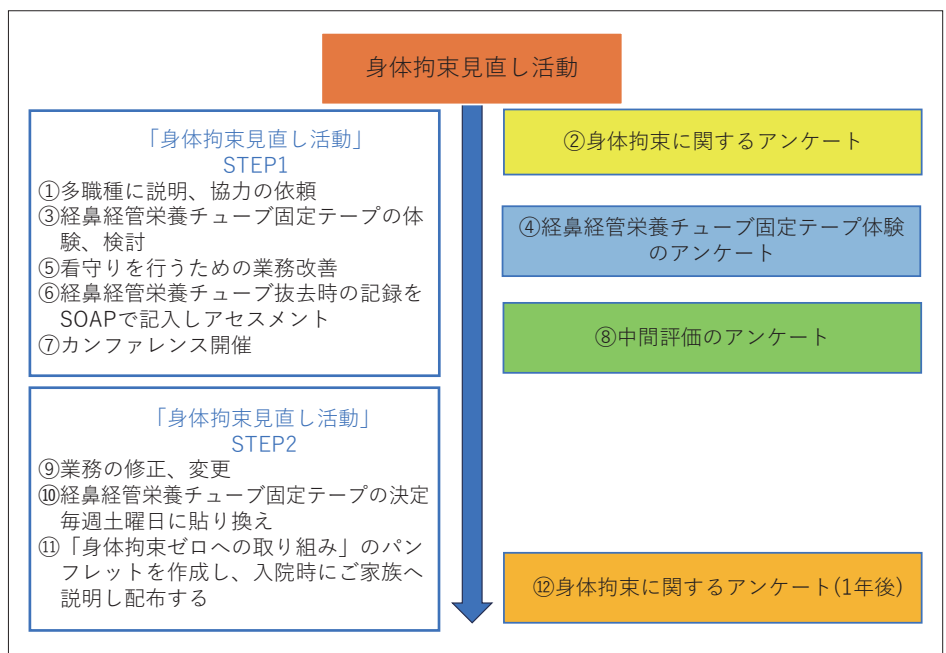 身体拘束見直し活動
「身体拘束見直し活動」
STEP1
①多職種に説明、協力の依頼
③経鼻経管栄養チューブ固定テープの体
験、検討
⑤看守りを行うための業務改善
⑥経鼻経管栄養チューブ抜去時の記録を
SOAPで記入しアセスメント
⑦カンファレンス開催
「身体拘束見直し活動」
STEP2
⑨業務の修正、変更
⑩経鼻経管栄養チューブ固定テープの決定
毎週土曜日に貼り換え
⑪「身体拘束ゼロへの取り組み」のパン
フレットを作成し、入院時にご家族へ
説明し配布する
②身体拘束に関するアンケート
④経鼻経管栄養チューブ固定テープ体験
のアンケート
⑧中間評価のアンケート
⑫身体拘束に関するアンケート(1年後)